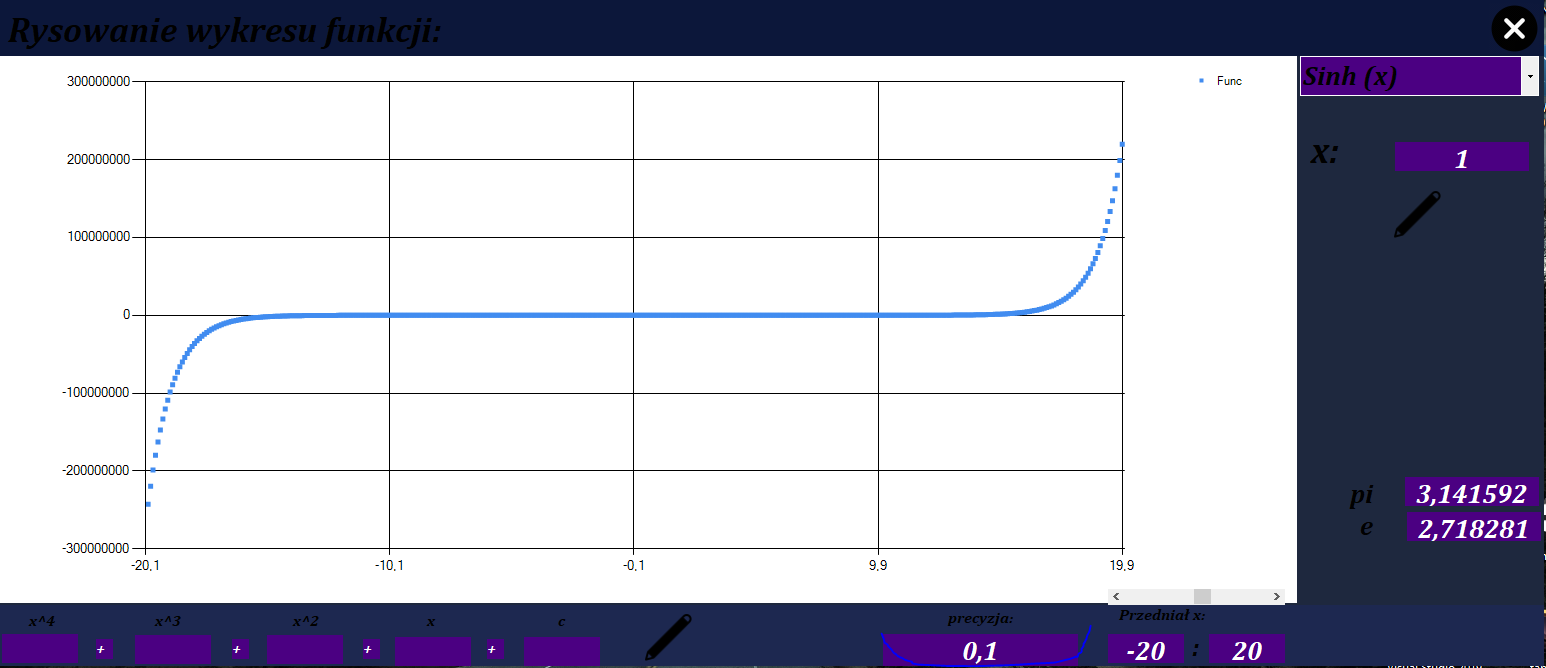 Rysowanie wykresu funkcji:
Sinh (x)
300000000
200000000
100000000
0
-100000000
-200000000
-300000000
-20,1
-10,1
-0,1
9,9
19,9
Func
x:
1
pi
3,141592
e
2,718281
x^4
x^3
x^2
x
c
+
+
+
+
precyzja:
0,1
Przedniał x:
-20 : 20